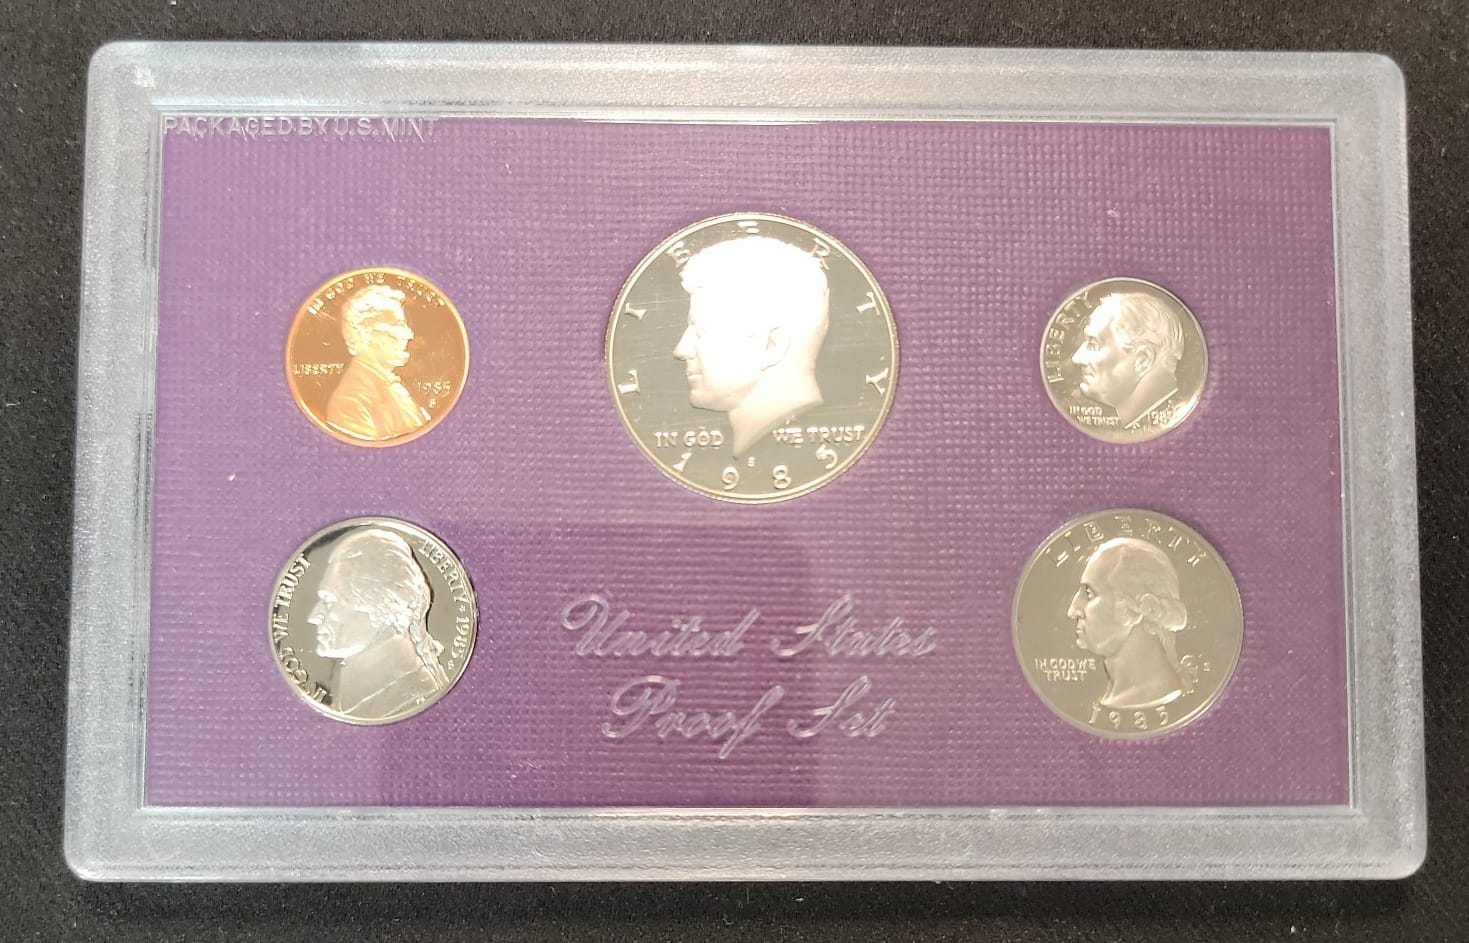 PACKAGED BY U.S. MINT
IN GOD WE TRUST
LIBERTY
1985
S
LIBERTY
IN GOD WE TRUST
S
1985
LIBERTY
IN GOD
WE TRUST
1985
S
IN GOD WE TRUST
LIBERTY ★ 1985
S
United States
Proof Set
LIBERTY
IN GOD WE
TRUST
S
1985